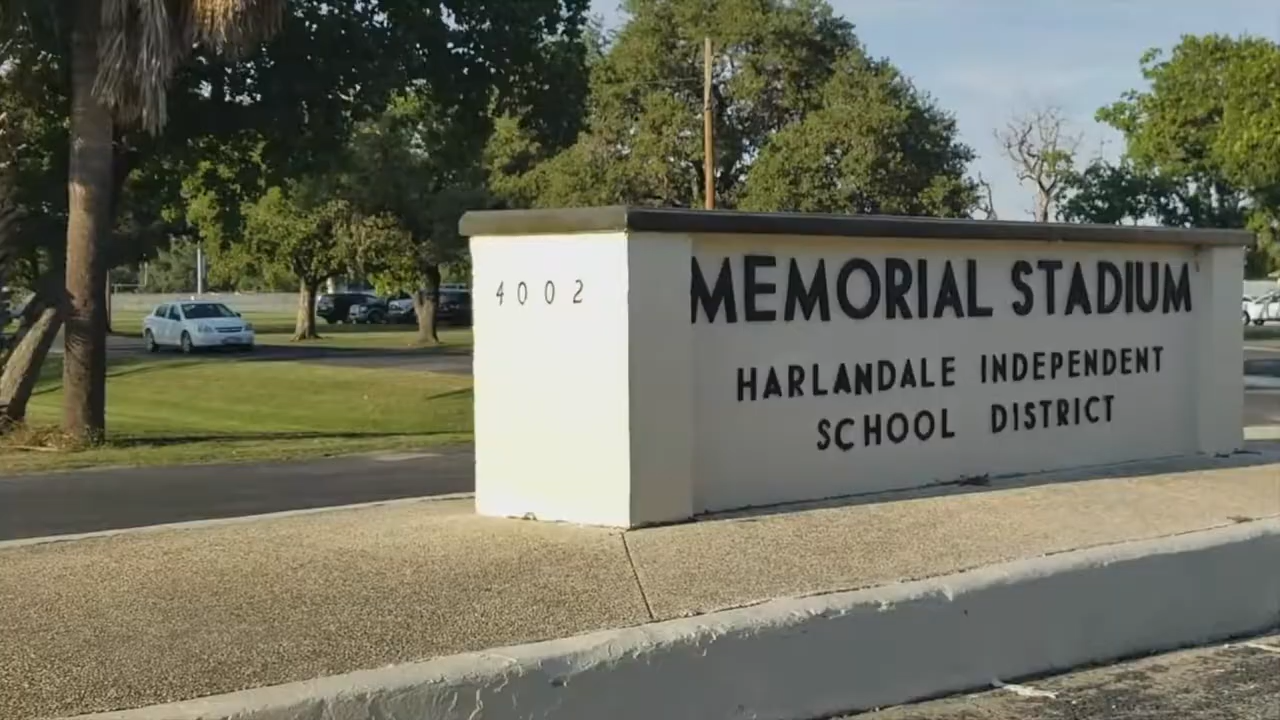 4002
MEMORIAL STADIUM
HARLANDALE INDEPENDENT
SCHOOL DISTRICT